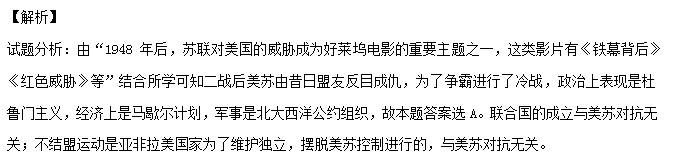 【解析】
试题分析：由“1948 年后，苏联对美国的威胁成为好莱坞电影的重要主题之一，这类影片有《铁幕背后》
《红色威胁》等”结合所学可知二战后美苏由昔日盟友反目成仇，为了争霸进行了冷战，政治上表现是杜
鲁门主义，经济上是马歇尔计划，军事是北大西洋公约组织，故本题答案选 A。联合国的成立与美苏对抗无
关；不结盟运动是亚非拉美国家为了维护独立，摆脱美苏控制进行的，与美苏对抗无关。